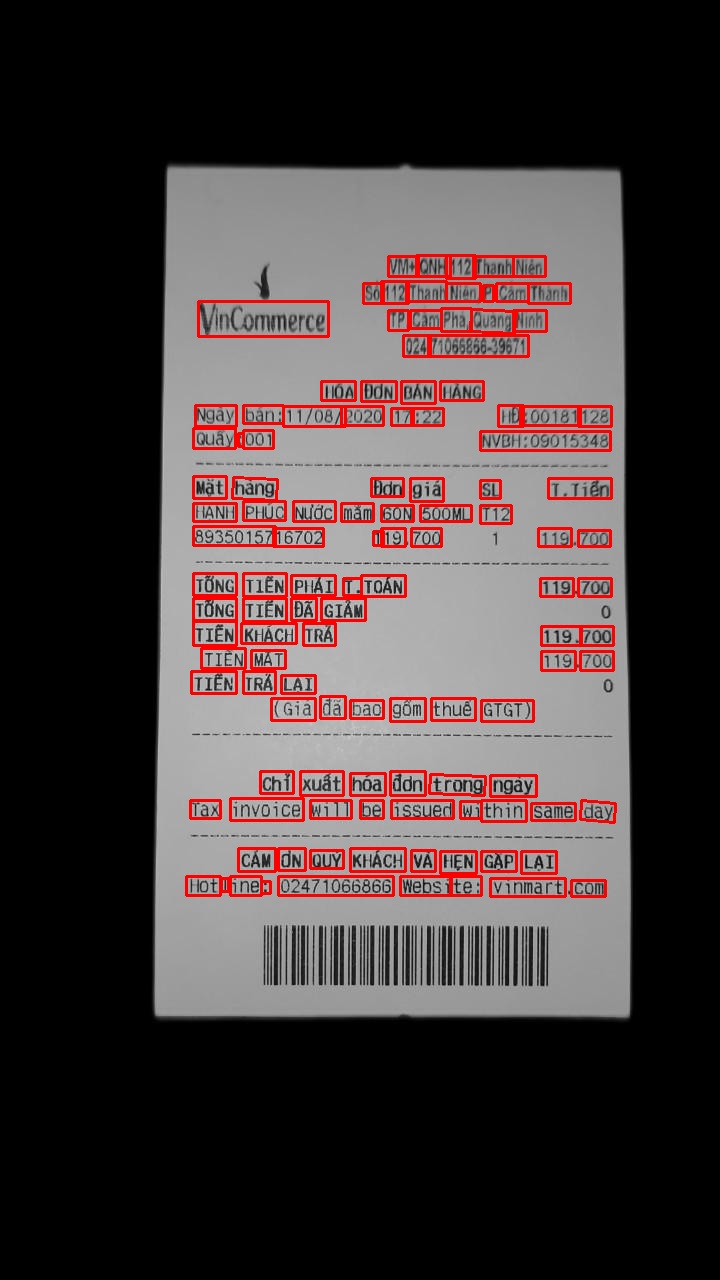 VinCommerce
VM+ QNH 112 Thanh Niên
Số 112 Thanh Niên, P. Cẩm Thành
TP. Cẩm Phả, Quảng Ninh
02471066866-39671
HÓA ĐƠN BÁN HÀNG
Ngày bán: 11/08/2020 17:22 HĐ:00181128
Quầy:001 NVBH:09015348
Mặt hàng Đơn giá SL T.Tiền
HẠNH PHÚC Nước mắm 60N 500ML T12
8935015716702 119.700 1 119.700
TỔNG TIỀN PHẢI T.TOÁN 119.700
TỔNG TIỀN ĐÃ GIẢM 0
TIỀN KHÁCH TRẢ 119.700
TIỀN MẶT 119.700
TIỀN TRẢ LẠI 0
(Giá đã bao gồm thuế GTGT)
Chỉ xuất hóa đơn trong ngày
Tax invoice will be issued within same day
CẢM ƠN QUÝ KHÁCH VÀ HẸN GẶP LẠI
Hotline: 02471066866 Website: vinmart.com